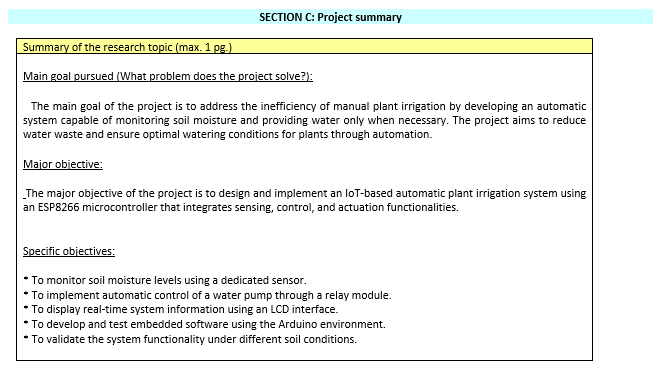 SECTION C: Project summary
Summary of the research topic (max. 1 pg.)
Main goal pursued (What problem does the project solve?):
The main goal of the project is to address the inefficiency of manual plant irrigation by developing an automatic
system capable of monitoring soil moisture and providing water only when necessary. The project aims to reduce
water waste and ensure optimal watering conditions for plants through automation.
Major objective:
The major objective of the project is to design and implement an IoT-based automatic plant irrigation system using
an ESP8266 microcontroller that integrates sensing, control, and actuation functionalities.
Specific objectives:
* To monitor soil moisture levels using a dedicated sensor.
* To implement automatic control of a water pump through a relay module.
* To display real-time system information using an LCD interface.
* To develop and test embedded software using the Arduino environment.
* To validate the system functionality under different soil conditions.